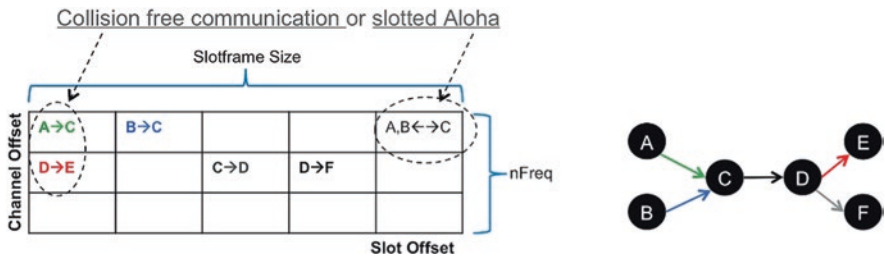 Collision free communication or slotted Aloha
Slotframe Size
Channel Offset
A→C B→C A,B←→C
D→E C→D D→F
nFreq
Slot Offset
A
B
C
D
E
F